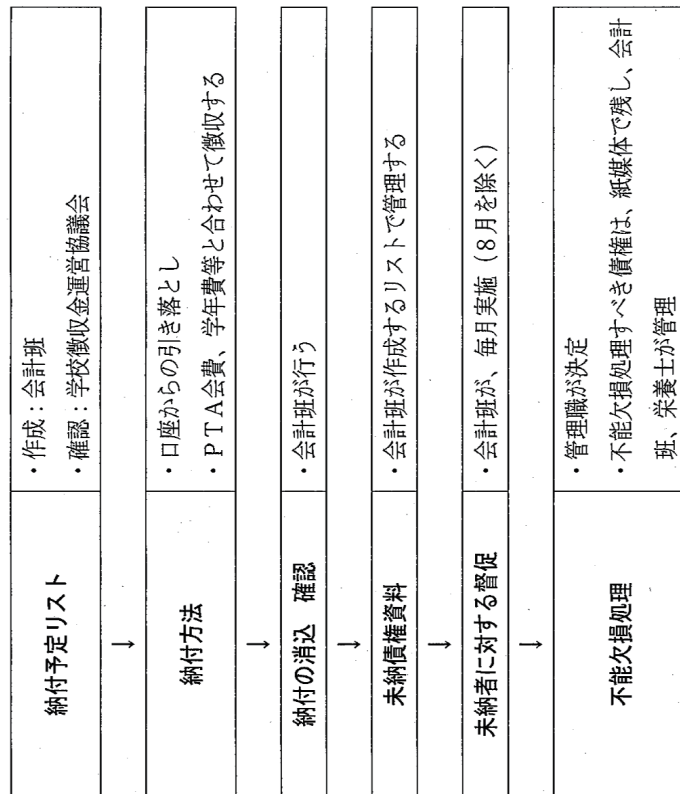 納付予定リスト
・作成：会計班
・確認：学校徴収金運営協議会
↓
納付方法
・口座からの引き落とし
・ＰＴＡ会費、学年費等と合わせて徴収する
↓
納付の消込　確認
・会計班が行う
↓
未納債権資料
・会計班が作成するリストで管理する
↓
未納者に対する督促
・会計班が、毎月実施（８月を除く）
↓
不能欠損処理
・管理職が決定
・不能欠損処理すべき債権は、紙媒体で残し、会計
班、栄養士が管理